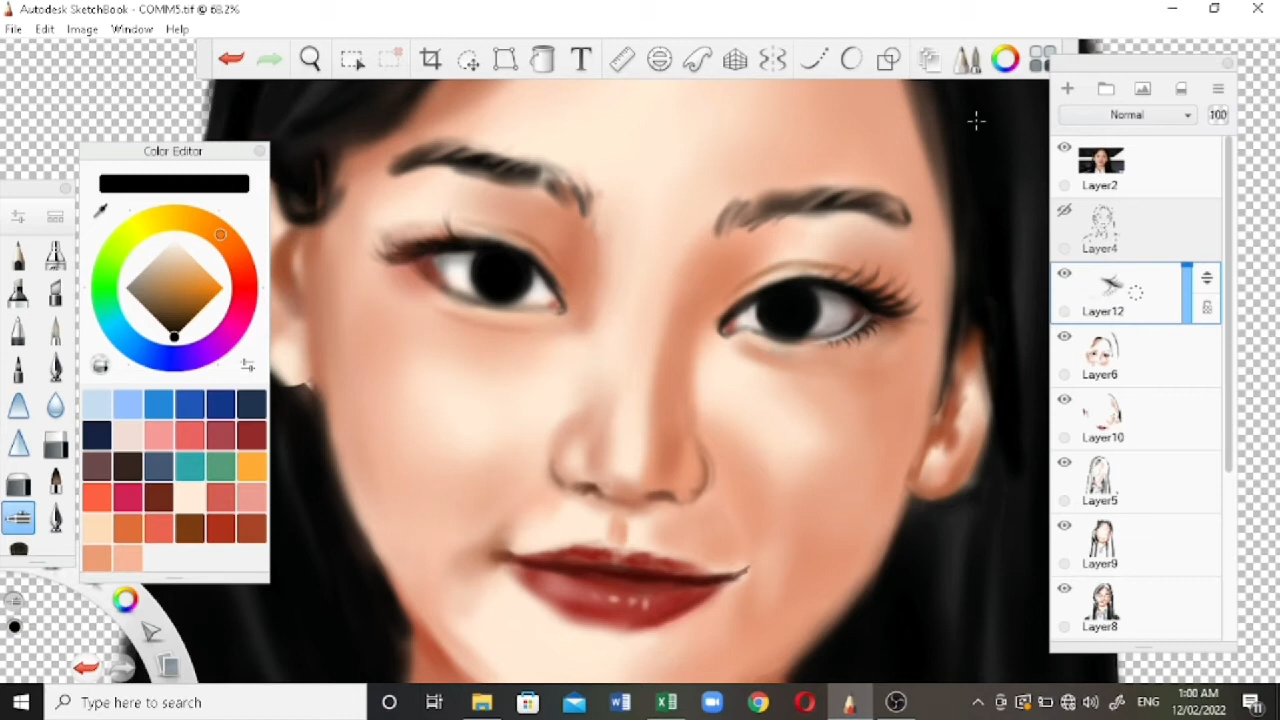 Autodesk SketchBook - COMM5.tif @ 68.2%
File Edit Image Window Help
T
Color Editor
Normal
100
Layer2
Layer4
Layer12
Layer6
Layer10
Layer5
Layer9
Layer8
Type here to search
ENG
1:00 AM
12/02/2022